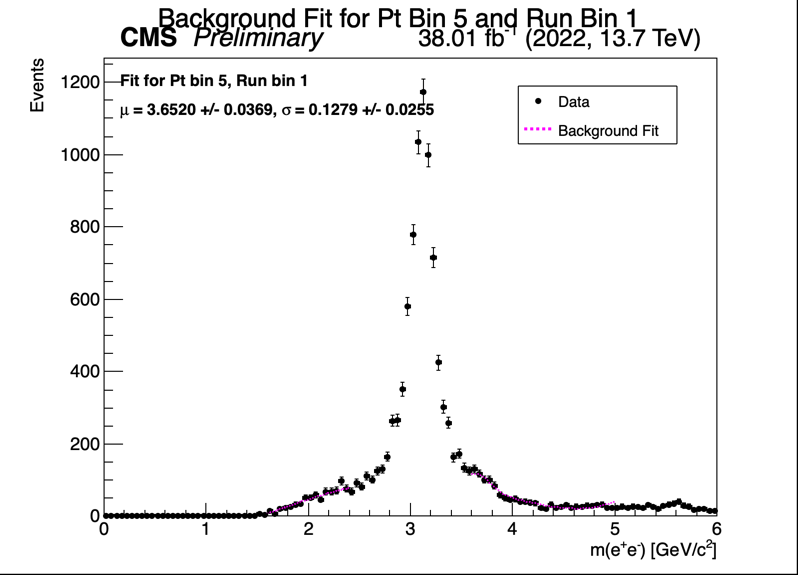 Background Fit for Pt Bin 5 and Run Bin 1
CMS Preliminary 38.01 fb⁻¹ (2022, 13.7 TeV)
Events
Fit for Pt bin 5, Run bin 1
μ = 3.6520 +/- 0.0369, σ = 0.1279 +/- 0.0255
Data
Background Fit
1200
1000
800
600
400
200
0
0 1 2 3 4 5 6
m(e⁺e⁻) [GeV/c²]